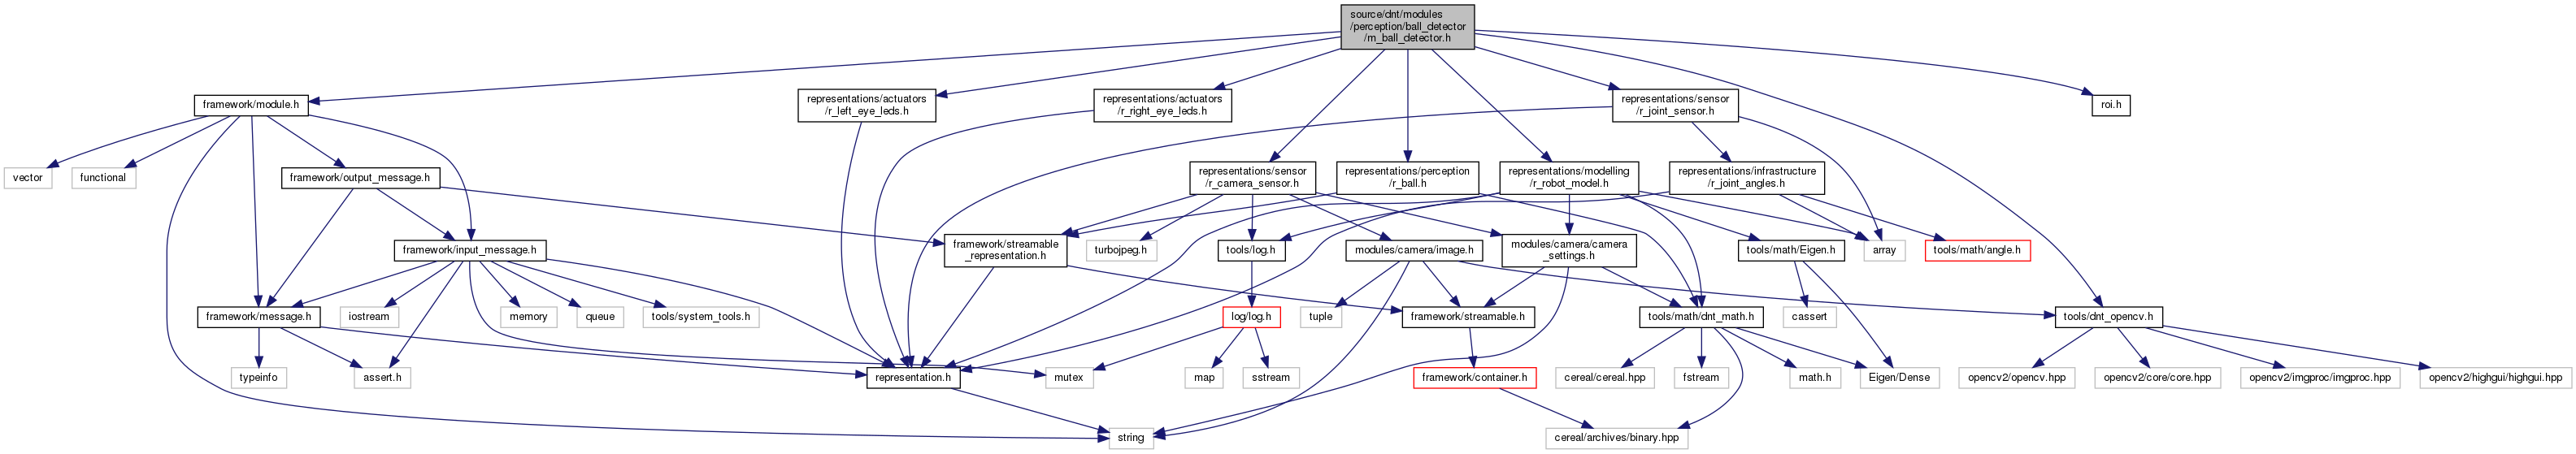 source/dnt/modules
/perception/ball_detector
/m_ball_detector.h
framework/module.h
representations/actuators
/r_left_eye_leds.h
representations/actuators
/r_right_eye_leds.h
representations/sensor
/r_joint_sensor.h
roi.h
vector
functional
framework/output_message.h
representations/sensor
/r_camera_sensor.h
representations/perception
/r_ball.h
representations/modelling
/r_robot_model.h
representations/infrastructure
/r_joint_angles.h
framework/input_message.h
framework/streamable
_representation.h
turbojpeg.h
tools/log.h
modules/camera/image.h
modules/camera/camera
_settings.h
tools/math/Eigen.h
array
tools/math/angle.h
framework/message.h
iostream
memory
queue
tools/system_tools.h
log/log.h
tuple
framework/streamable.h
tools/math/dnt_math.h
cassert
tools/dnt_opencv.h
typeinfo
assert.h
representation.h
mutex
map
sstream
framework/container.h
cereal/cereal.hpp
fstream
math.h
Eigen/Dense
opencv2/opencv.hpp
opencv2/core/core.hpp
opencv2/imgproc/imgproc.hpp
opencv2/highgui/highgui.hpp
string
cereal/archives/binary.hpp